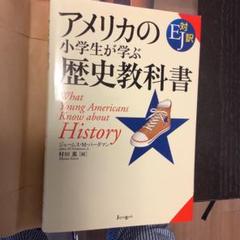 アメリカの
小学生が学ぶ
歴史教科書
EJ対訳
What
Young Americans
Know about
History
ジェームス・M・バーダマン
村田 薫 [編]